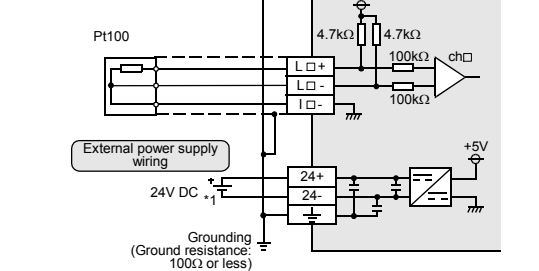 Pt100
4.7kΩ
4.7kΩ
100kΩ
ch□
L □ +
L □ -
I □ -
100kΩ
External power supply
wiring
+5V
24V DC
+
*1
24+
24-
Grounding
(Ground resistance:
100Ω or less)